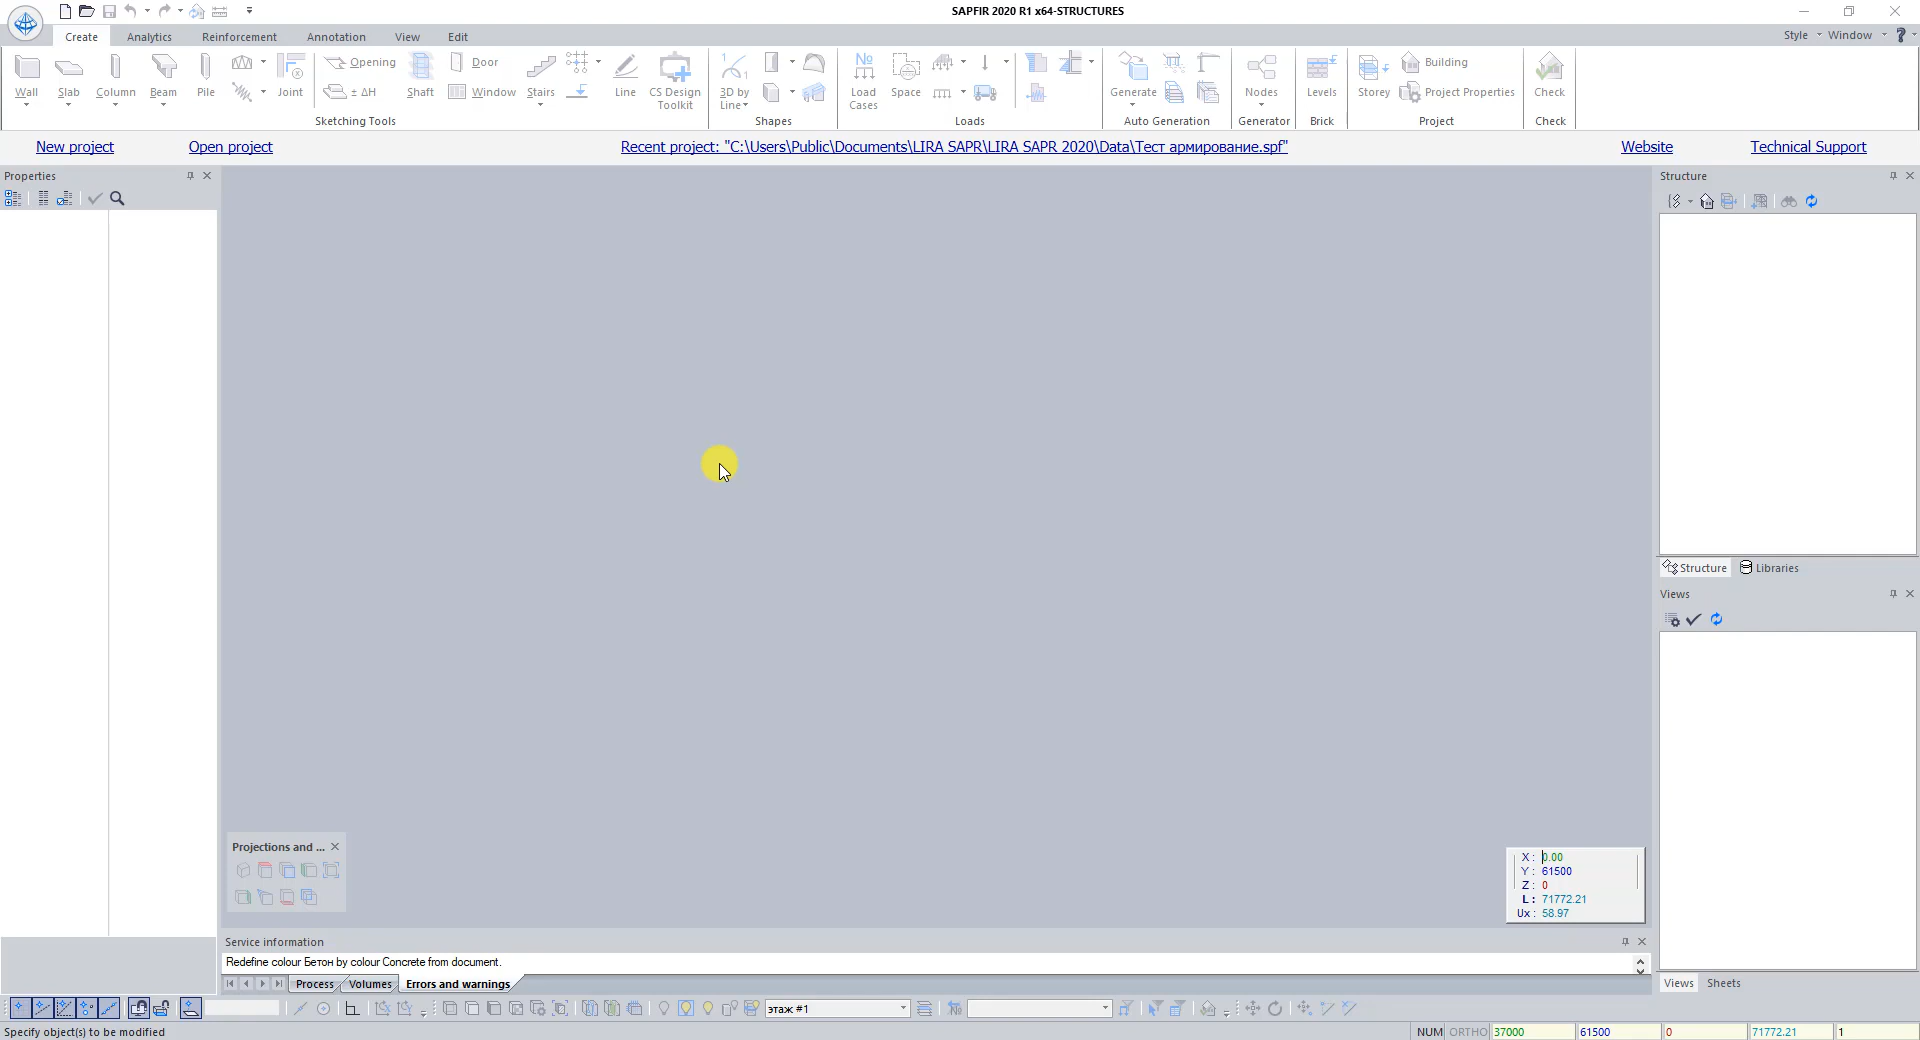 SAPFIR 2020 R1 x64-STRUCTURES
Create Analytics Reinforcement Annotation View Edit
Style Window ?
Wall Slab Column Beam Pile Joint
Opening
± ΔH
Shaft
Door
Window
Stairs Line
CS Design Toolkit
3D by Line
№
Load Cases
Space
Generate Nodes Levels Storey
Building
Project Properties
Check
Sketching Tools Shapes Loads Auto Generation Generator Brick Project Check
New project Open project Recent project: "C:\Users\Public\Documents\LIRA SAPR\LIRA SAPR 2020\Data\Тест армирование.spf" Website Technical Support
Properties
Structure
Structure Libraries
Views
Projections and ...
X: 0.00
Y: 61500
Z: 0
L: 71772.21
Ux: 58.97
Service information
Redefine colour Бетон by colour Concrete from document.
Process Volumes Errors and warnings
Views Sheets
этаж #1
Specify object(s) to be modified
NUM ORTHO 37000 61500 0 71772.21 1